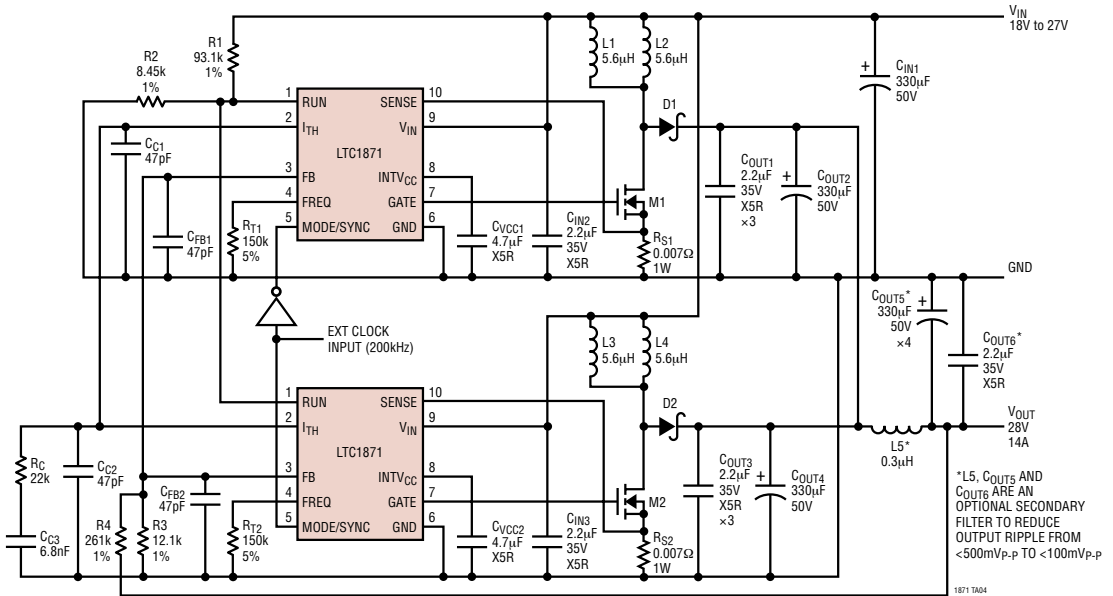 VIN
18V to 27V
R1
93.1k
1%
R2
8.45k
1%
L1
5.6µH
L2
5.6µH
+
CIN1
330µF
50V
1
RUN
SENSE
10
2
ITH
VIN
9
LTC1871
3
FB
INTVCC
8
4
FREQ
GATE
7
5
MODE/SYNC
GND
6
CC1
47pF
CFB1
47pF
RT1
150k
5%
CVCC1
4.7µF
X5R
CIN2
2.2µF
35V
X5R
D1
M1
RS1
0.007Ω
1W
COUT1
2.2µF
35V
X5R
×3
+
COUT2
330µF
50V
GND
EXT CLOCK
INPUT (200kHz)
L3
5.6µH
L4
5.6µH
COUT5*
330µF
50V
×4
+
COUT6*
2.2µF
35V
X5R
1
RUN
SENSE
10
2
ITH
VIN
9
LTC1871
3
FB
INTVCC
8
4
FREQ
GATE
7
5
MODE/SYNC
GND
6
D2
VOUT
28V
14A
L5*
0.3µH
RC
22k
CC2
47pF
CFB2
47pF
CC3
6.8nF
R4
261k
1%
R3
12.1k
1%
RT2
150k
5%
CVCC2
4.7µF
X5R
CIN3
2.2µF
35V
X5R
M2
RS2
0.007Ω
1W
COUT3
2.2µF
35V
X5R
×3
+
COUT4
330µF
50V
*L5, COUT5 AND
COUT6 ARE AN
OPTIONAL SECONDARY
FILTER TO REDUCE
OUTPUT RIPPLE FROM
<500mVP-P TO <100mVP-P
1871 TA04